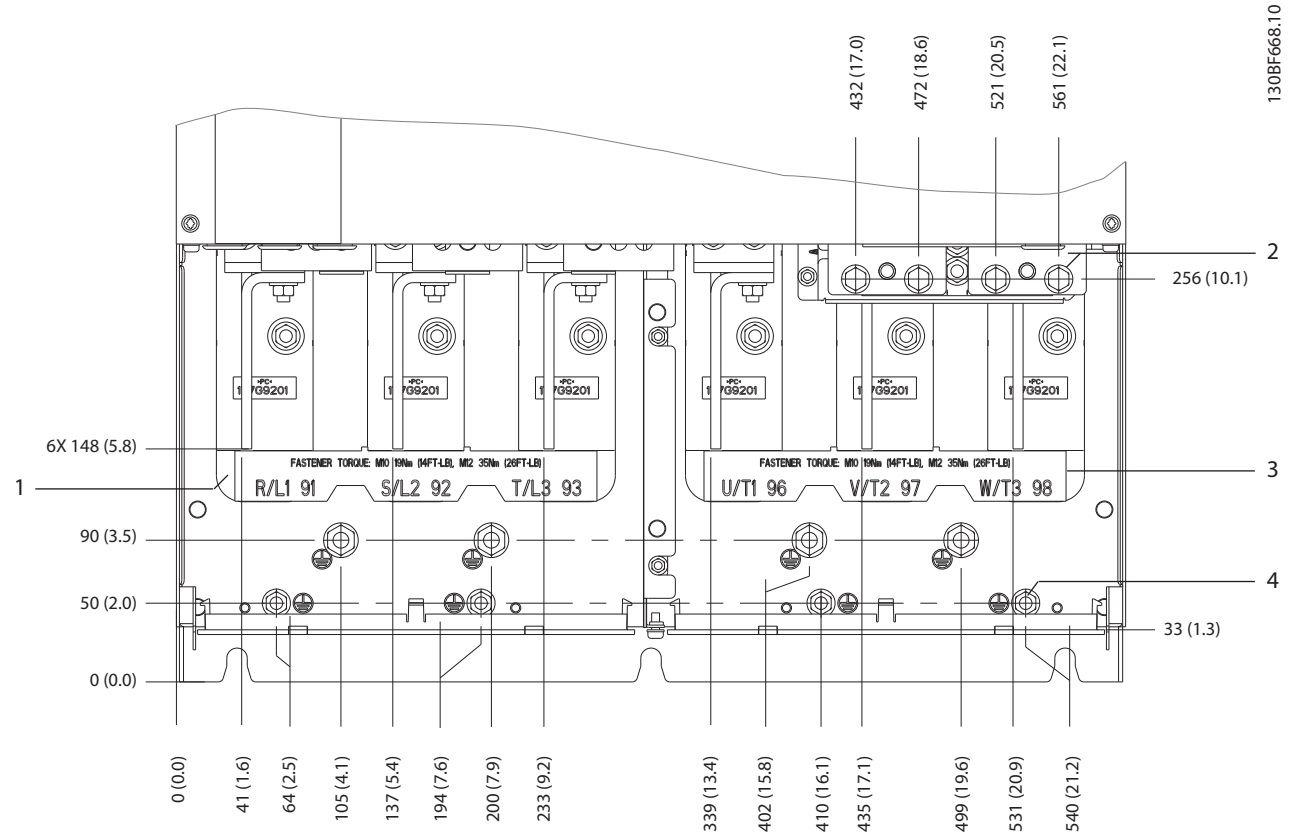 130BF668.10
432 (17.0)
472 (18.6)
521 (20.5)
561 (22.1)
2
256 (10.1)
•PC•
•PC•
•PC•
•PC•
•PC•
•PC•
6X 148 (5.8)
FASTENER TORQUE: M10 19Nm (14FT-LB), M12 35Nm (26FT-LB)
FASTENER TORQUE: M10 19Nm (14FT-LB), M12 35Nm (26FT-LB)
3
1
R/L1 91
S/L2 92
T/L3 93
U/T1 96
V/T2 97
W/T3 98
90 (3.5)
4
50 (2.0)
33 (1.3)
0 (0.0)
0 (0.0)
41 (1.6)
64 (2.5)
105 (4.1)
137 (5.4)
194 (7.6)
200 (7.9)
233 (9.2)
339 (13.4)
402 (15.8)
410 (16.1)
435 (17.1)
499 (19.6)
531 (20.9)
540 (21.2)